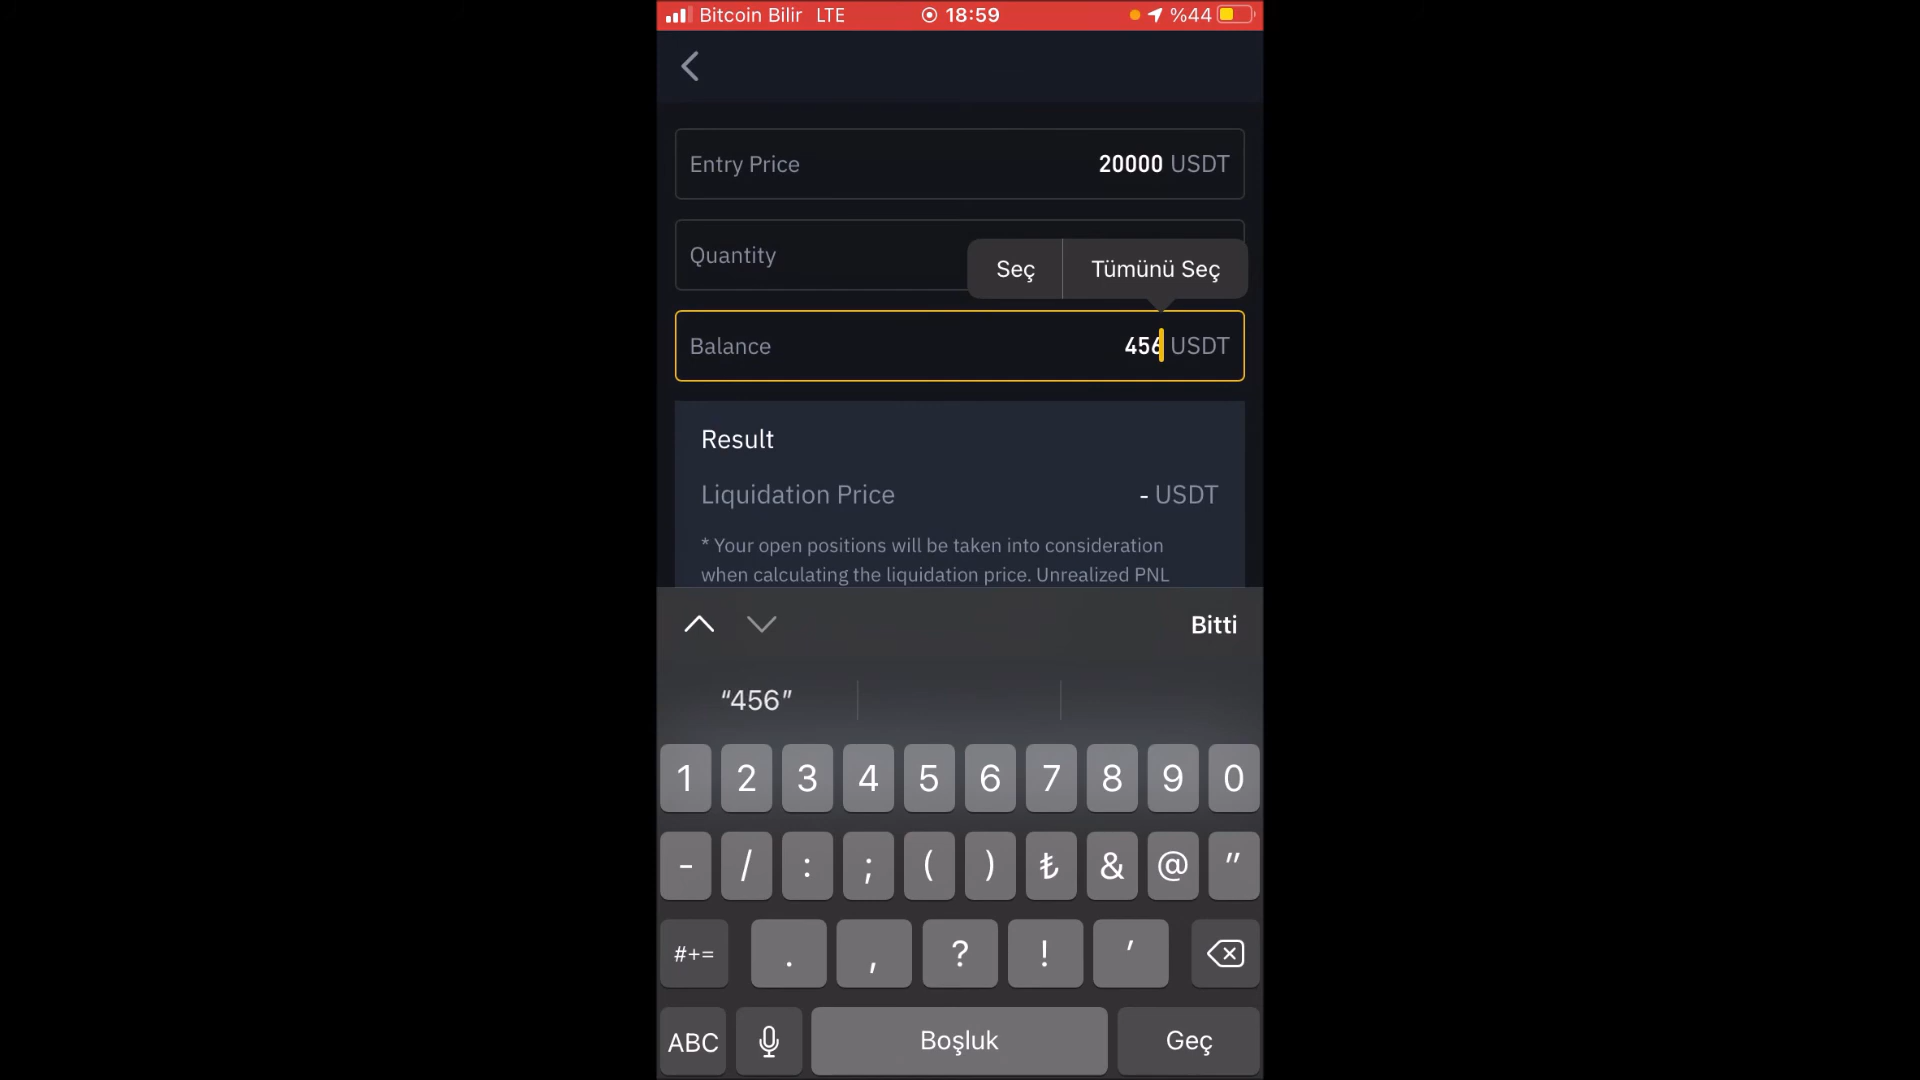 Bitcoin Bilir LTE 18:59 %44
Entry Price 20000 USDT
Quantity
Seç Tümünü Seç
Balance 456 USDT
Result
Liquidation Price - USDT
* Your open positions will be taken into consideration
when calculating the liquidation price. Unrealized PNL
Bitti
“456”
1 2 3 4 5 6 7 8 9 0
- / : ; ( ) ₺ & @ "
#+= . , ? ! '
ABC Boşluk Geç